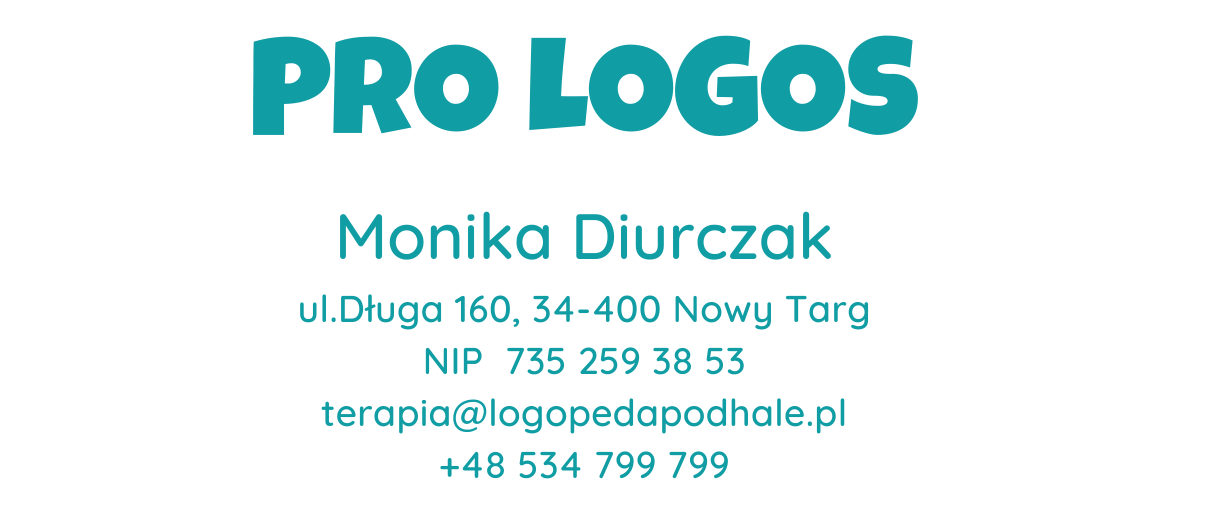 PRO LOGOS
Monika Diurczak
ul.Długa 160, 34-400 Nowy Targ
NIP 735 259 38 53
terapia@logopedapodhale.pl
+48 534 799 799